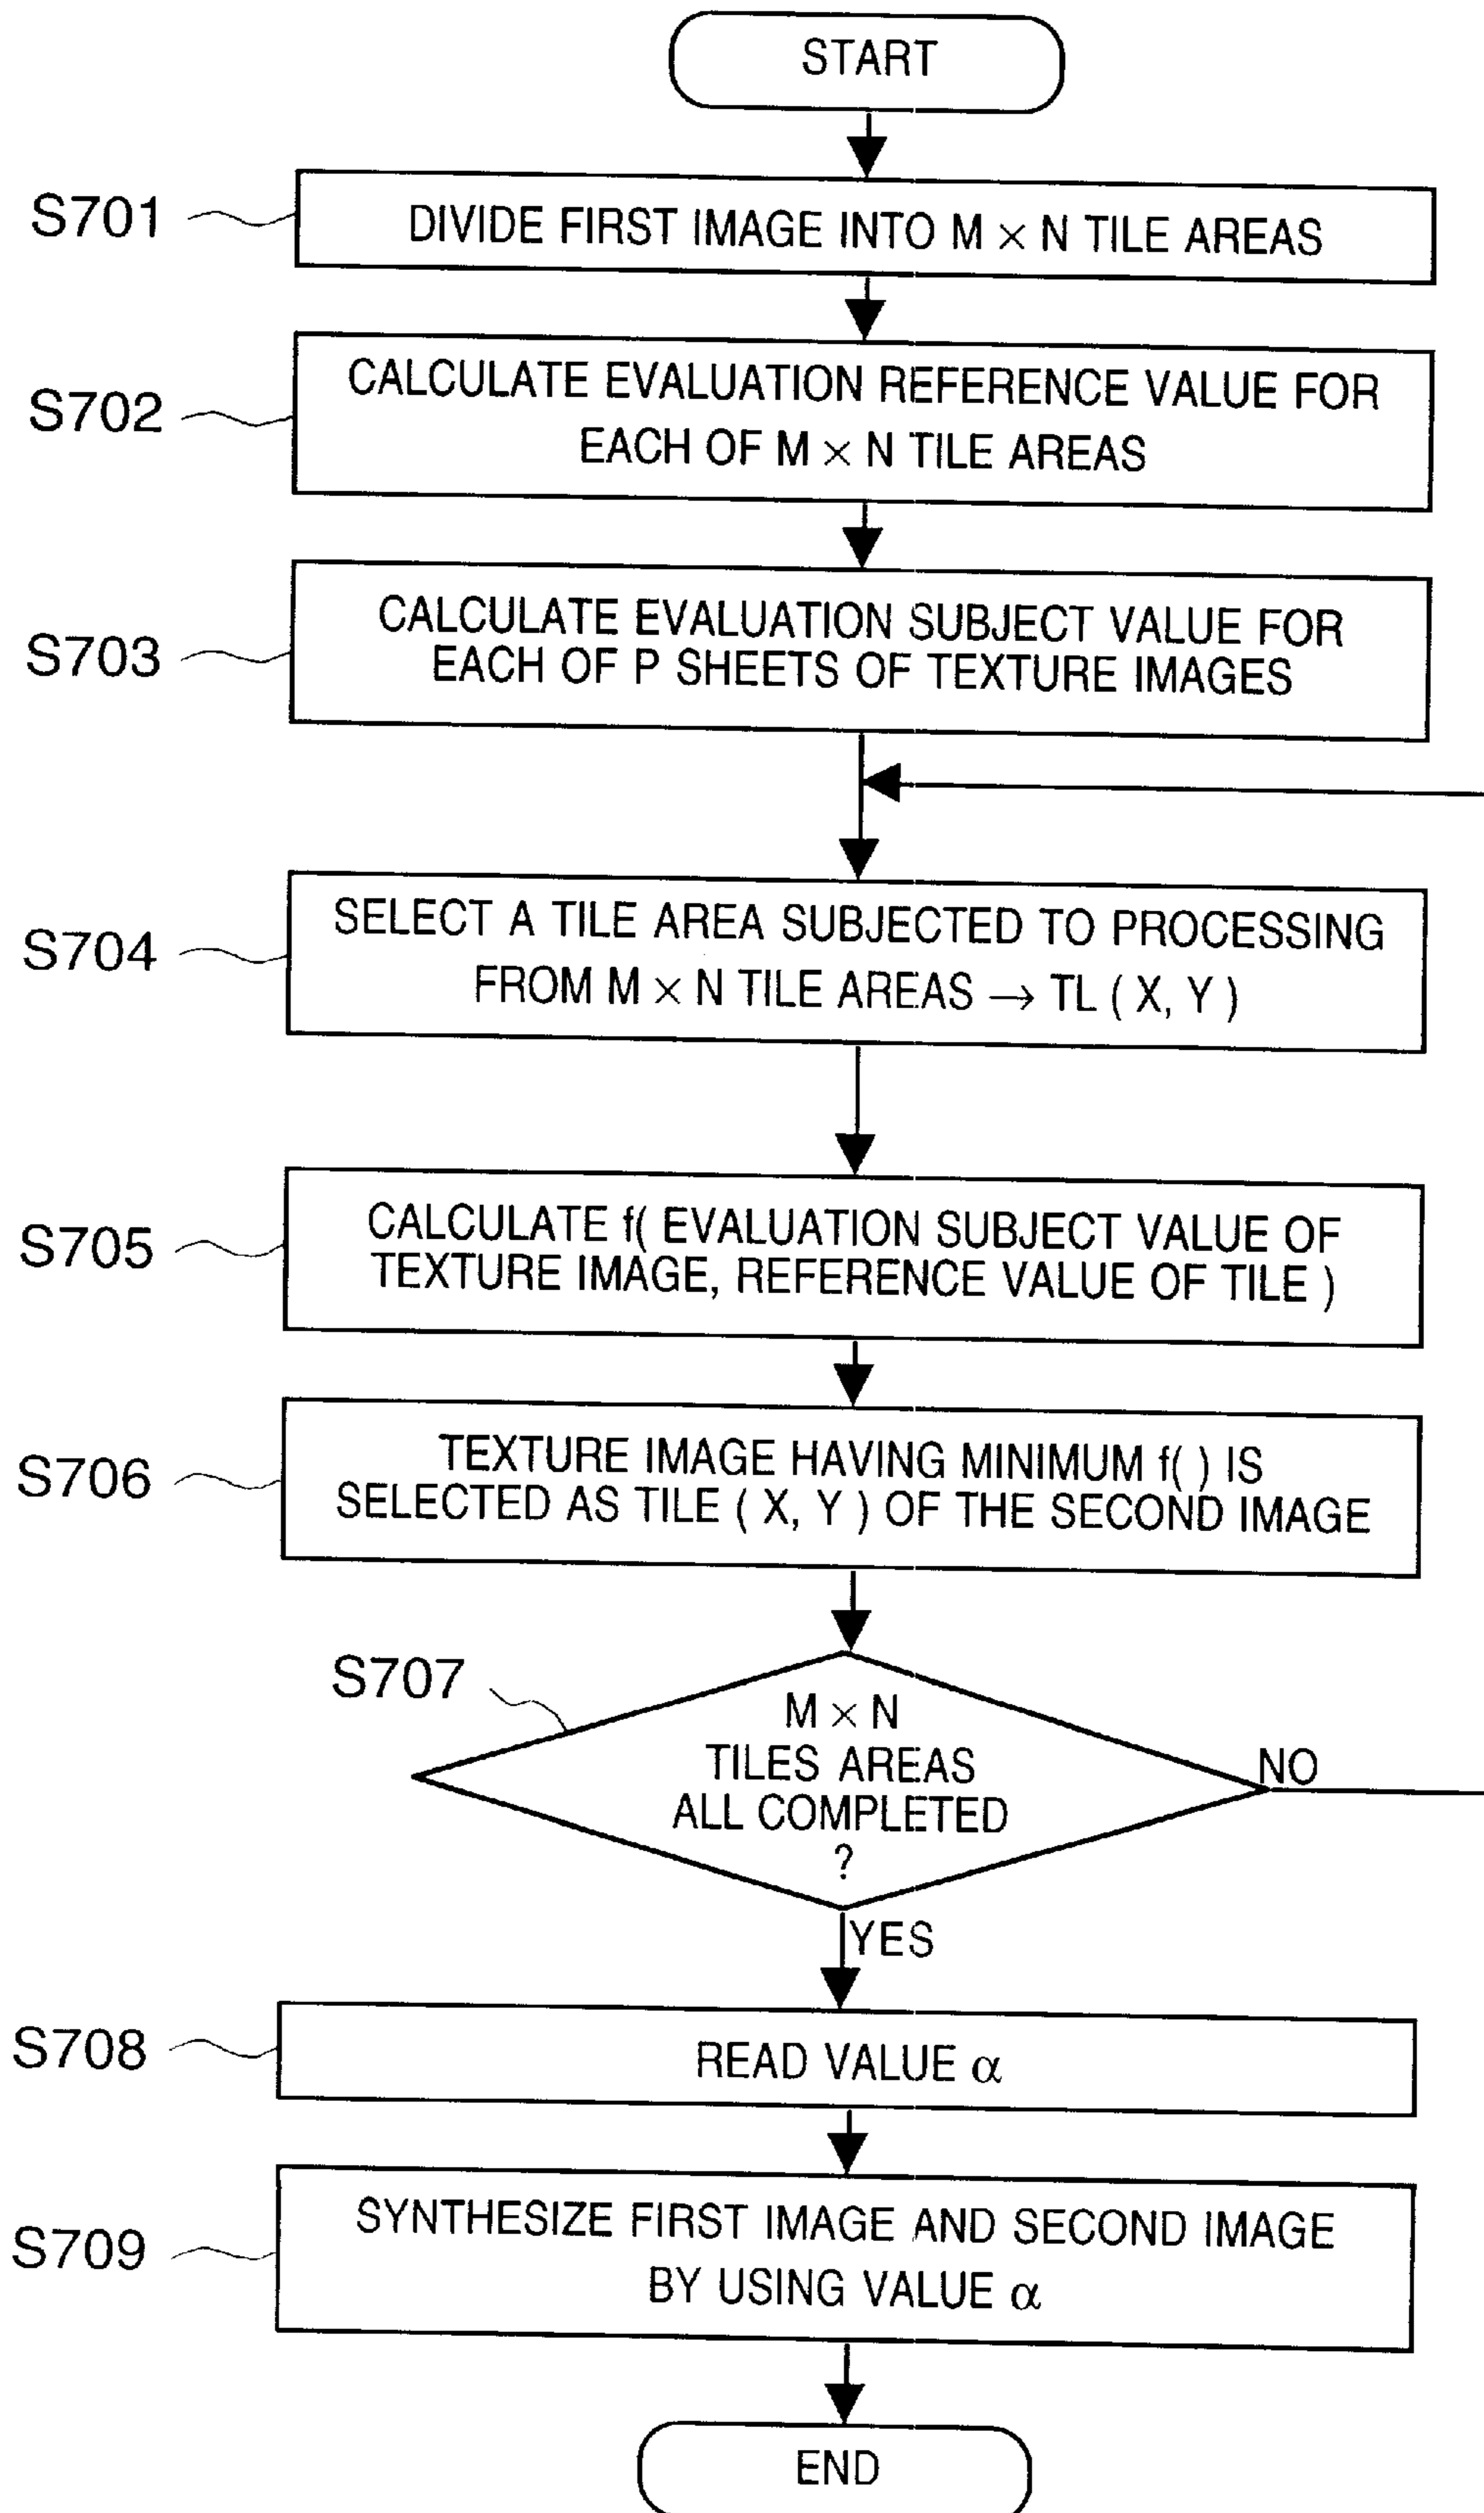 START
S701
DIVIDE FIRST IMAGE INTO M × N TILE AREAS
S702
CALCULATE EVALUATION REFERENCE VALUE FOR
EACH OF M × N TILE AREAS
S703
CALCULATE EVALUATION SUBJECT VALUE FOR
EACH OF P SHEETS OF TEXTURE IMAGES
S704
SELECT A TILE AREA SUBJECTED TO PROCESSING
FROM M × N TILE AREAS → TL ( X, Y )
S705
CALCULATE f( EVALUATION SUBJECT VALUE OF
TEXTURE IMAGE, REFERENCE VALUE OF TILE )
S706
TEXTURE IMAGE HAVING MINIMUM f( ) IS
SELECTED AS TILE ( X, Y ) OF THE SECOND IMAGE
S707
M × N
TILES AREAS
ALL COMPLETED
?
NO
YES
S708
READ VALUE α
S709
SYNTHESIZE FIRST IMAGE AND SECOND IMAGE
BY USING VALUE α
END